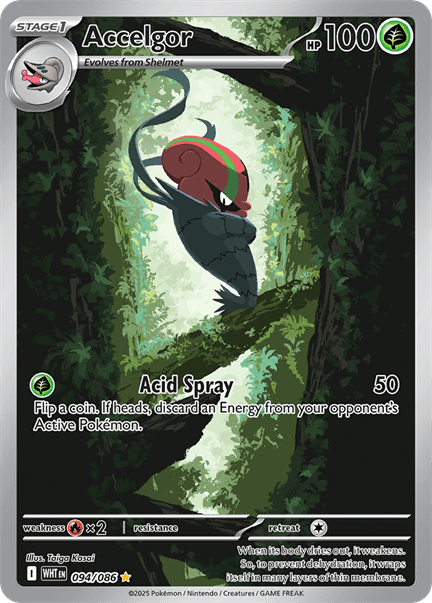 STAGE 1 Accelgor HP 100
Evolves from Shelmet
Acid Spray 50
Flip a coin. If heads, discard an Energy from your opponent's
Active Pokémon.
weakness ×2 resistance retreat
Illus. Taiga Kasai
When its body dries out, it weakens.
So, to prevent dehydration, it wraps
itself in many layers of thin membrane.
I WHT EN 094/086
©2025 Pokémon / Nintendo / Creatures / GAME FREAK